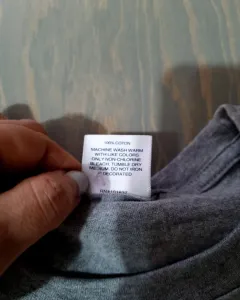 100% COTTON
MACHINE WASH WARM
WITH LIKE COLORS
ONLY NON-CHLORINE
BLEACH. TUMBLE DRY
MEDIUM. DO NOT IRON
IF DECORATED